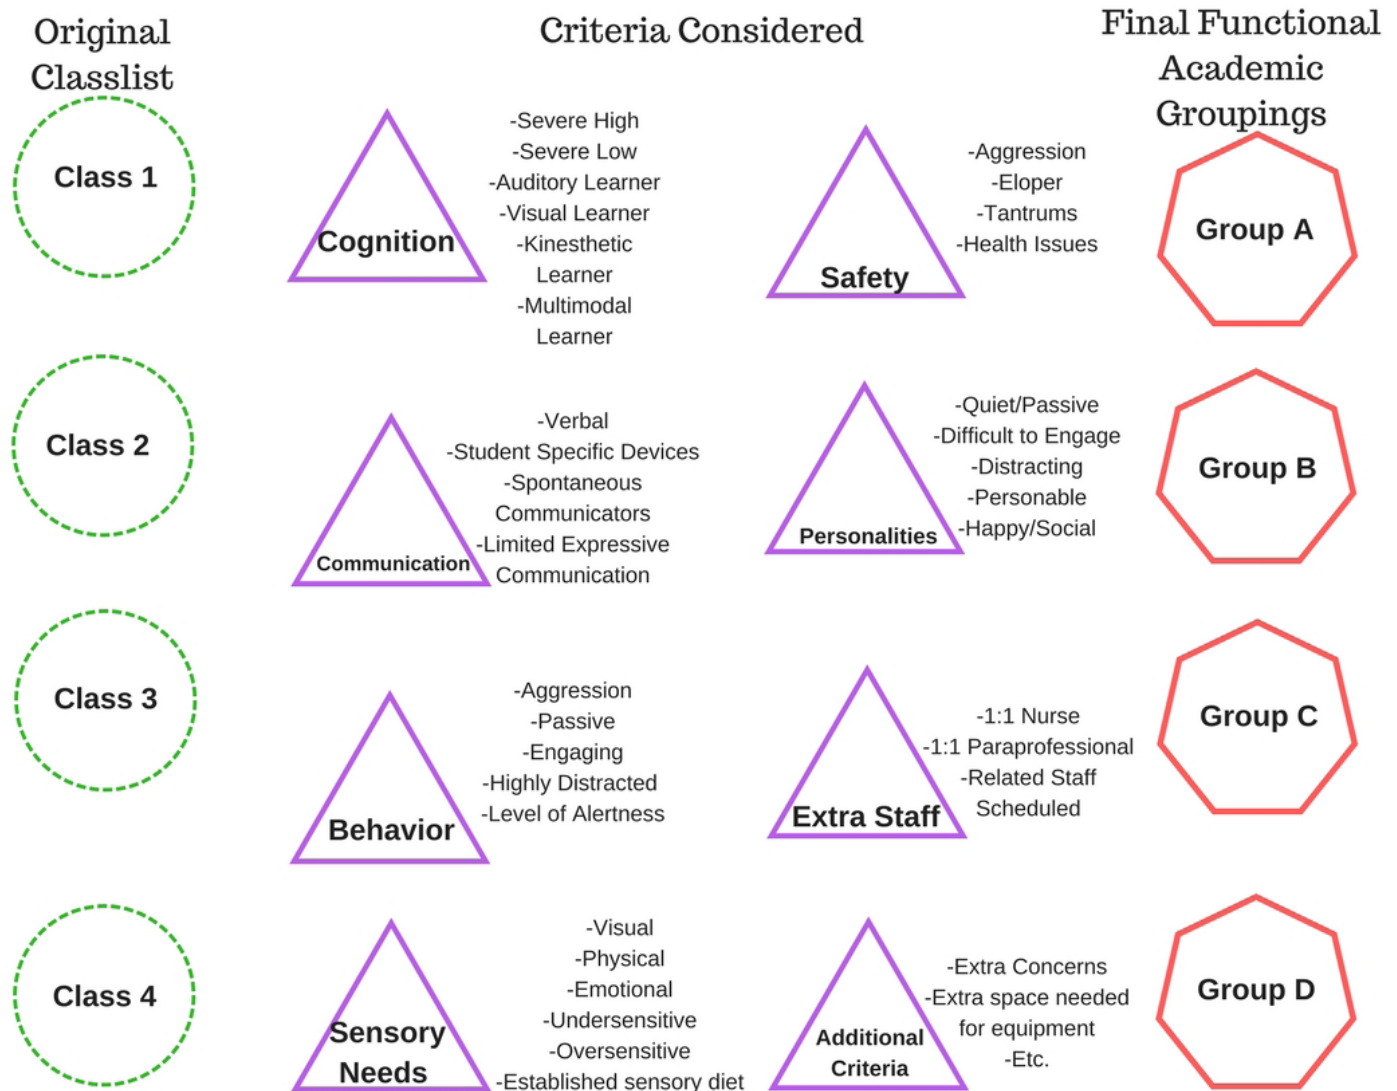 Original
Classlist
Criteria Considered
Final Functional
Academic
Groupings
Class 1
Cognition
-Severe High
-Severe Low
-Auditory Learner
-Visual Learner
-Kinesthetic
Learner
-Multimodal
Learner
Safety
-Aggression
-Eloper
-Tantrums
-Health Issues
Group A
Class 2
Communication
-Verbal
-Student Specific Devices
-Spontaneous
Communicators
-Limited Expressive
Communication
Personalities
-Quiet/Passive
-Difficult to Engage
-Distracting
-Personable
-Happy/Social
Group B
Class 3
Behavior
-Aggression
-Passive
-Engaging
-Highly Distracted
-Level of Alertness
Extra Staff
-1:1 Nurse
-1:1 Paraprofessional
-Related Staff
Scheduled
Group C
Class 4
Sensory
Needs
-Visual
-Physical
-Emotional
-Undersensitive
-Oversensitive
-Established sensory diet
Additional
Criteria
-Extra Concerns
-Extra space needed
for equipment
-Etc.
Group D